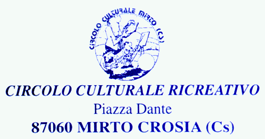 CIRCOLO CULTURALE MIRTO (Cs)
CIRCOLO CULTURALE RICREATIVO
Piazza Dante
87060 MIRTO CROSIA (Cs)